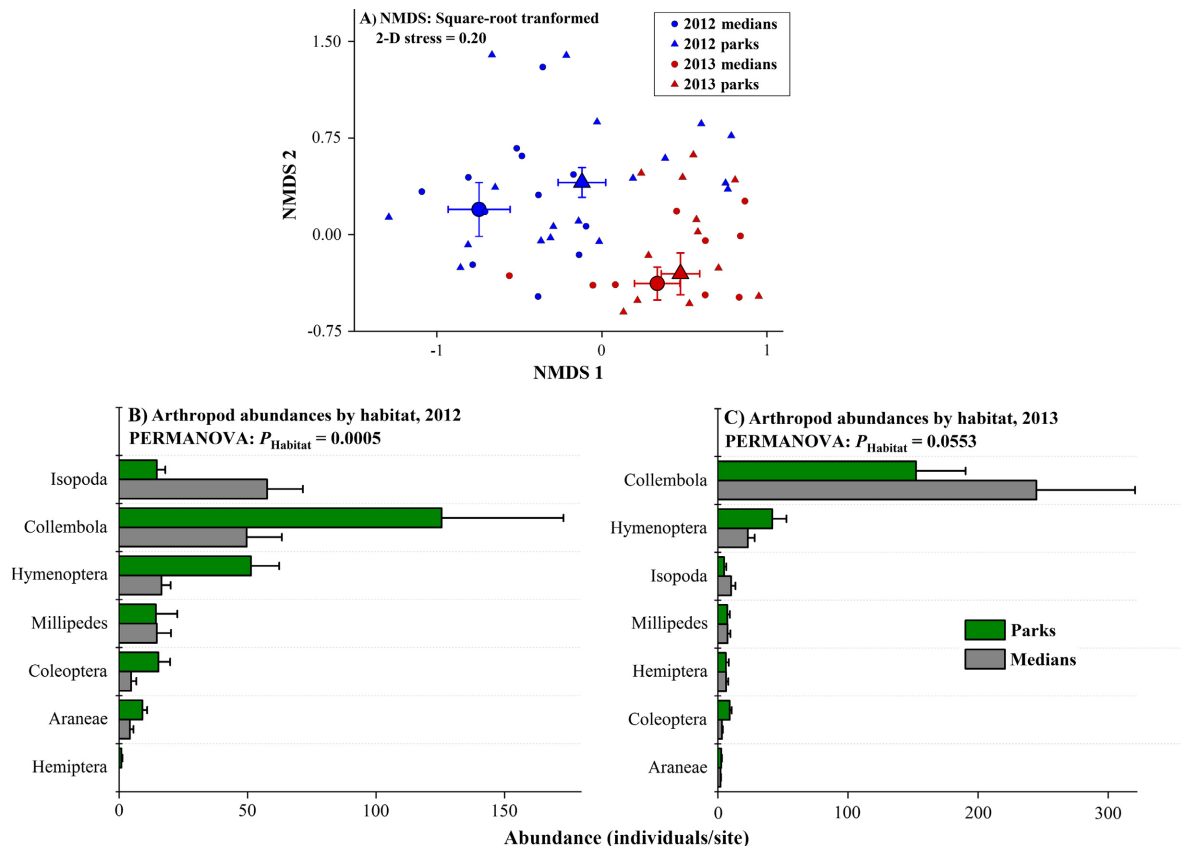 A) NMDS: Square-root tranformed
2-D stress = 0.20
2012 medians
2012 parks
2013 medians
2013 parks
1.50
0.75
0.00
-0.75
NMDS 2
-1
0
1
NMDS 1
B) Arthropod abundances by habitat, 2012
PERMANOVA: P Habitat = 0.0005
Isopoda
Collembola
Hymenoptera
Millipedes
Coleoptera
Araneae
Hemiptera
0
50
100
150
C) Arthropod abundances by habitat, 2013
PERMANOVA: P Habitat = 0.0553
Collembola
Hymenoptera
Isopoda
Millipedes
Hemiptera
Coleoptera
Araneae
Parks
Medians
0
100
200
300
Abundance (individuals/site)